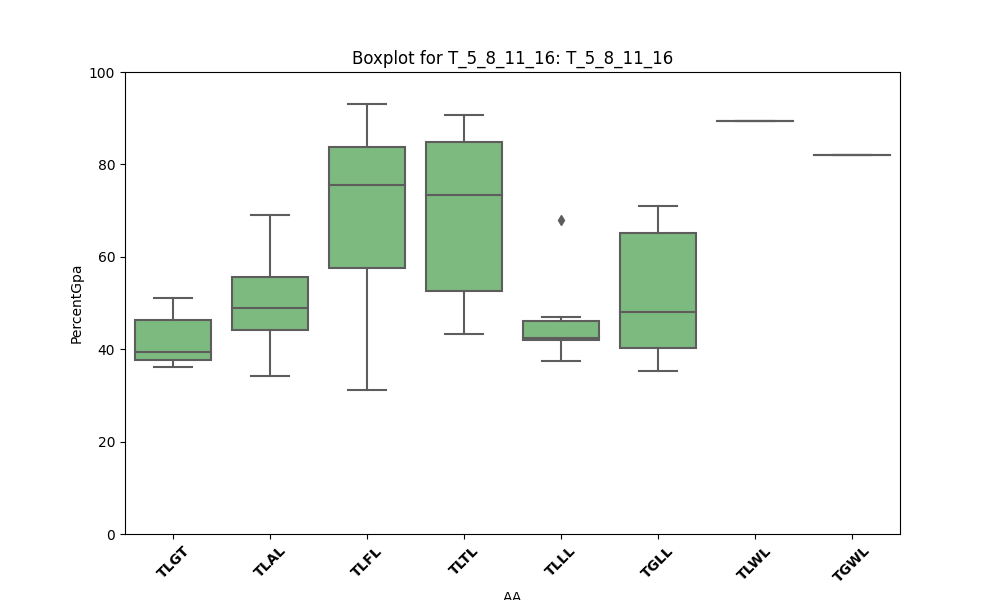 Boxplot for T_5_8_11_16: T_5_8_11_16
100
80
60
40
20
0
PercentGpa
TLGT
TLAL
TLFL
TLTL
TLLL
TGLL
TLWL
TGWL
AA